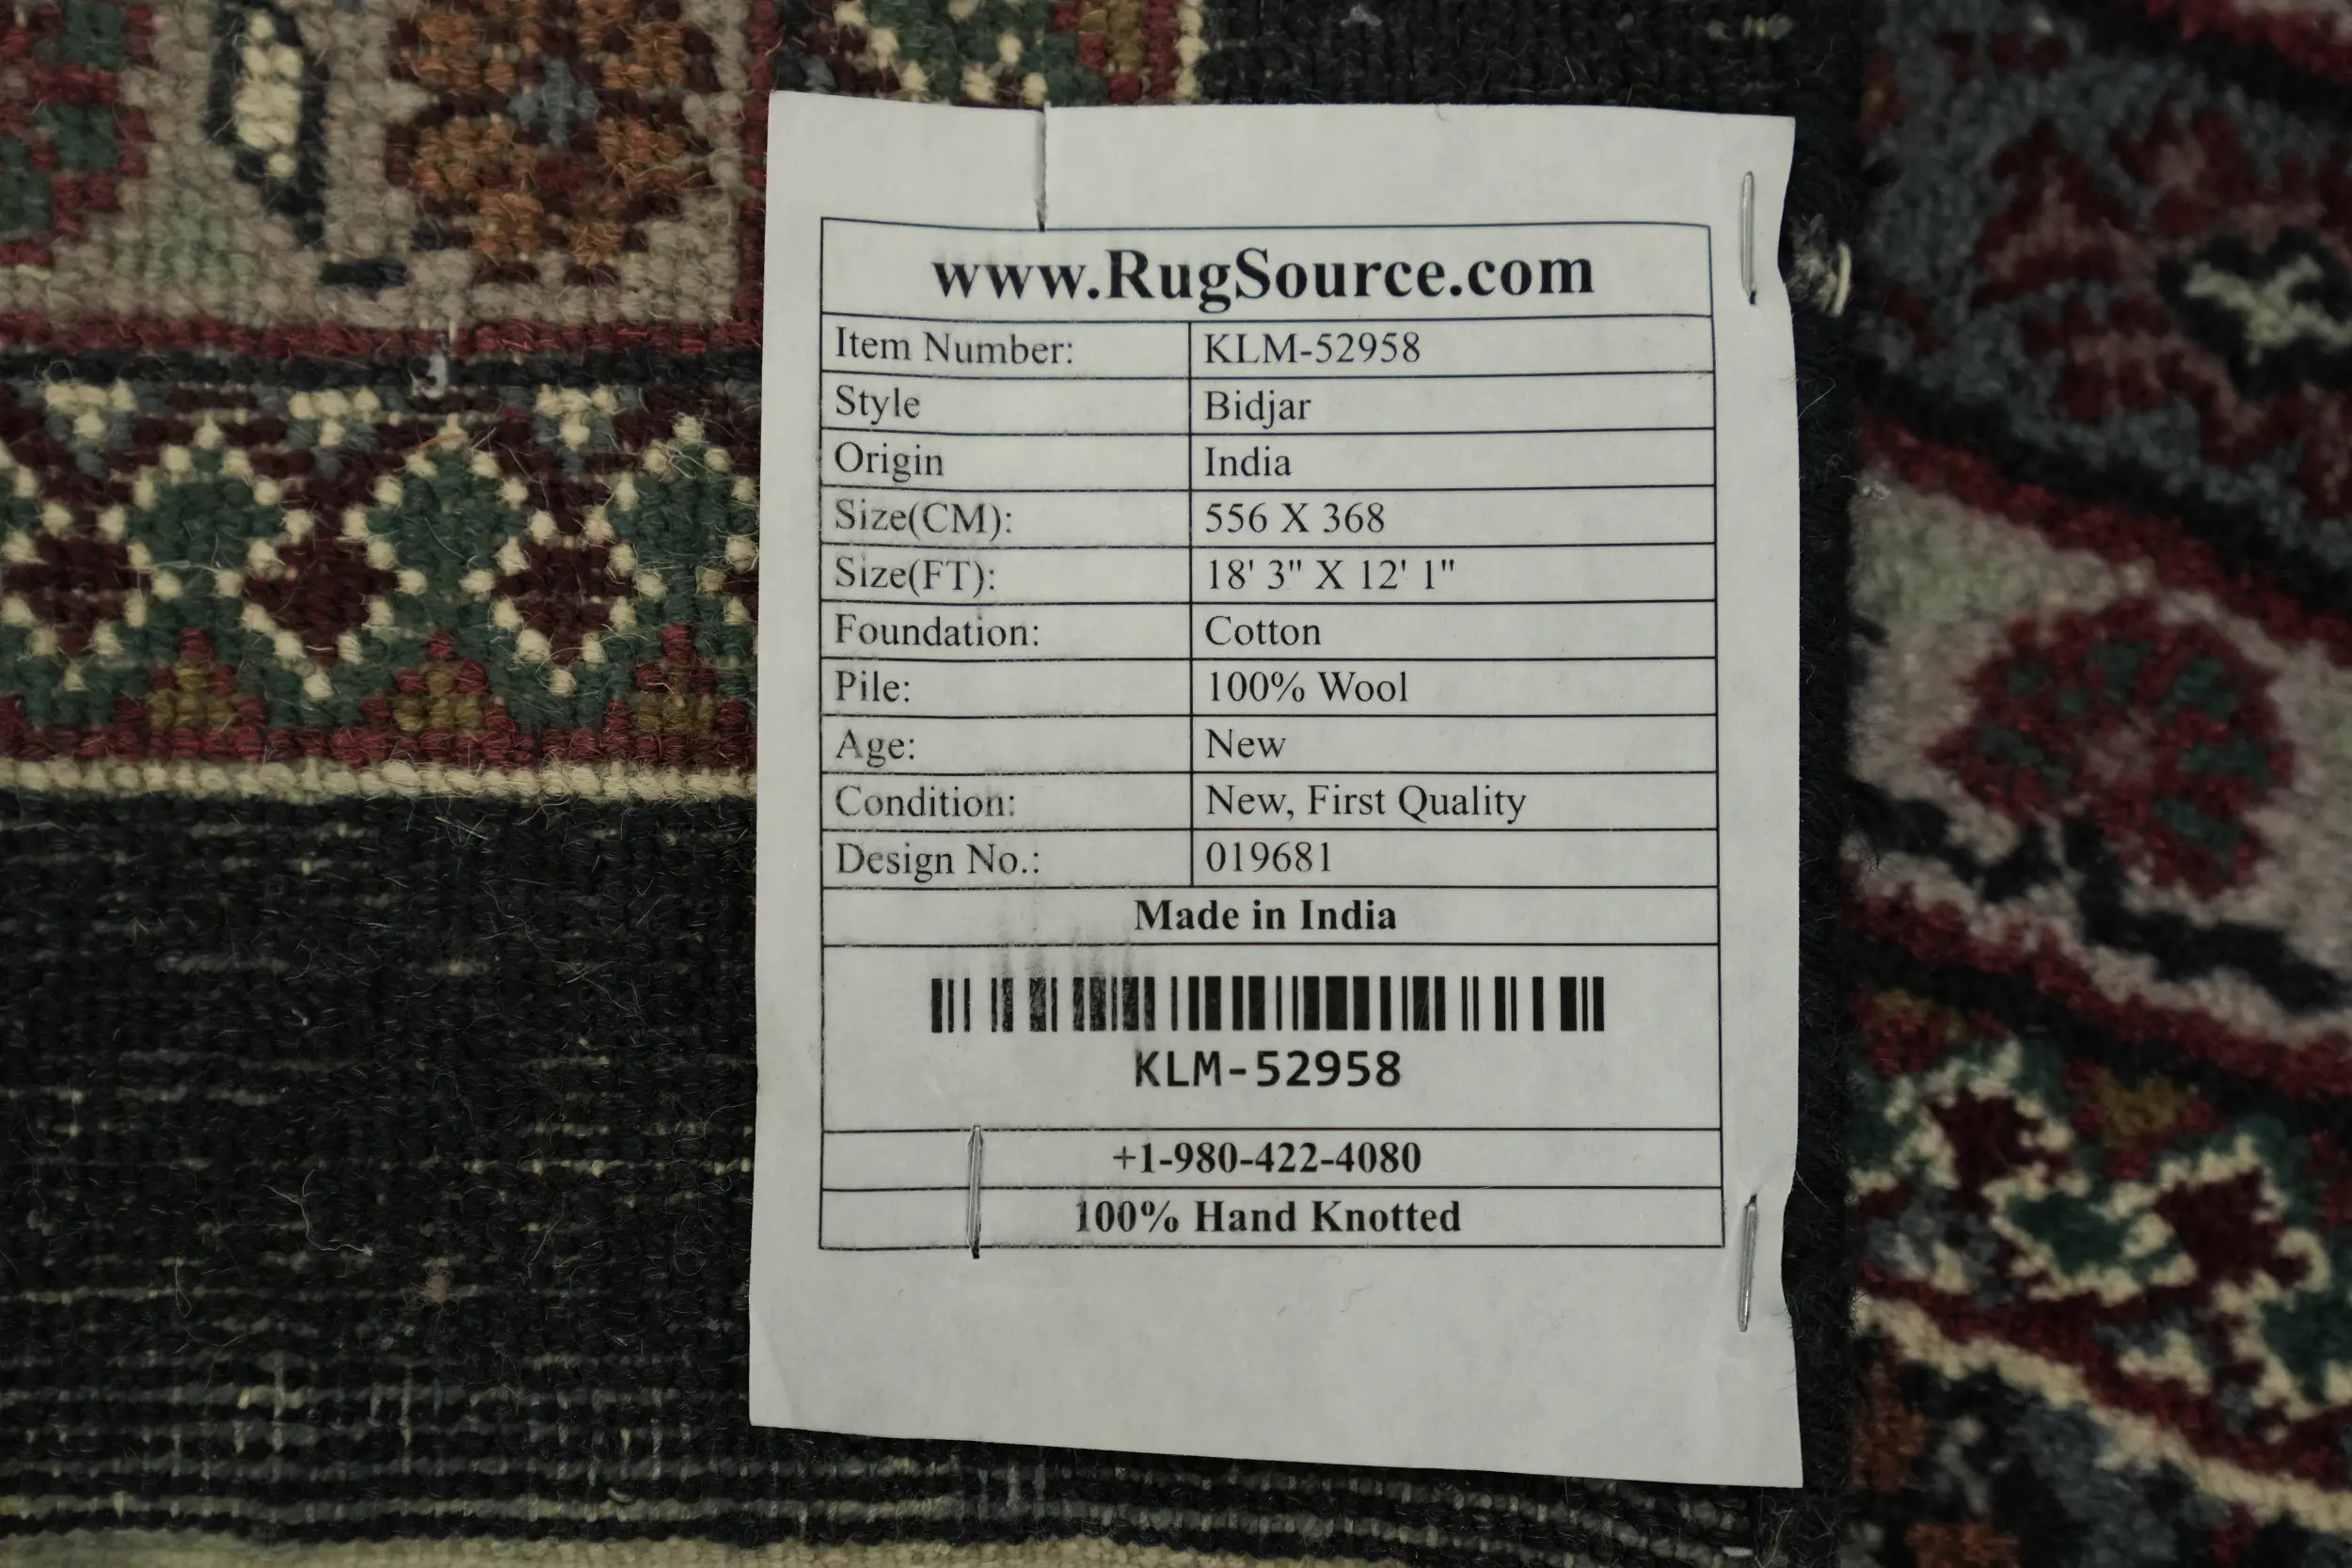 www.RugSource.com
Item Number: KLM-52958
Style Bidjar
Origin India
Size(CM): 556 X 368
Size(FT): 18' 3" X 12' 1"
Foundation: Cotton
Pile: 100% Wool
Age: New
Condition: New, First Quality
Design No.: 019681
Made in India
KLM-52958
+1-980-422-4080
100% Hand Knotted